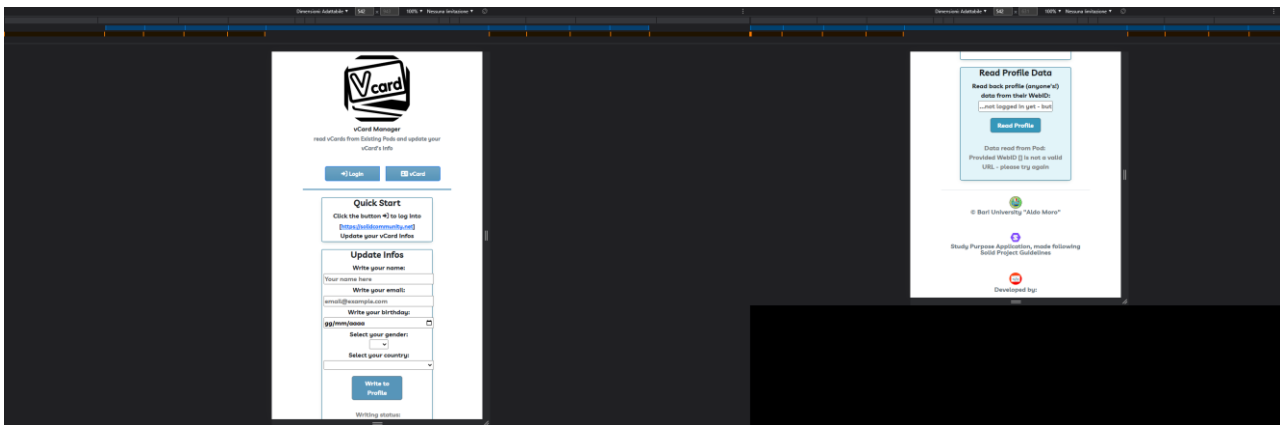 Dimensioni: Adattabile ▼ 542 x 100% ▼ Nessuna limitazione ▼
Vcard
vCard Manager
read vCards from Existing Pods and update your
vCard's Info
Login
vCard
Quick Start
Click the button to log into
[https://solidcommunity.net]
Update your vCard Infos
Update Infos
Write your name:
Your name here
Write your email:
email@example.com
Write your birthday:
gg/mm/aaaa
Select your gender:
Select your country:
Write to
Profile
Writing status:
Dimensioni: Adattabile ▼ 542 x 100% ▼ Nessuna limitazione ▼
Read Profile Data
Read back profile (anyone's!)
data from their WebID:
...not logged in yet - but
Read Profile
Data read from Pod:
Provided WebID [] is not a valid
URL - please try again
© Bari University "Aldo Moro"
Study Purpose Application, made following
Solid Project Guidelines
Developed by: